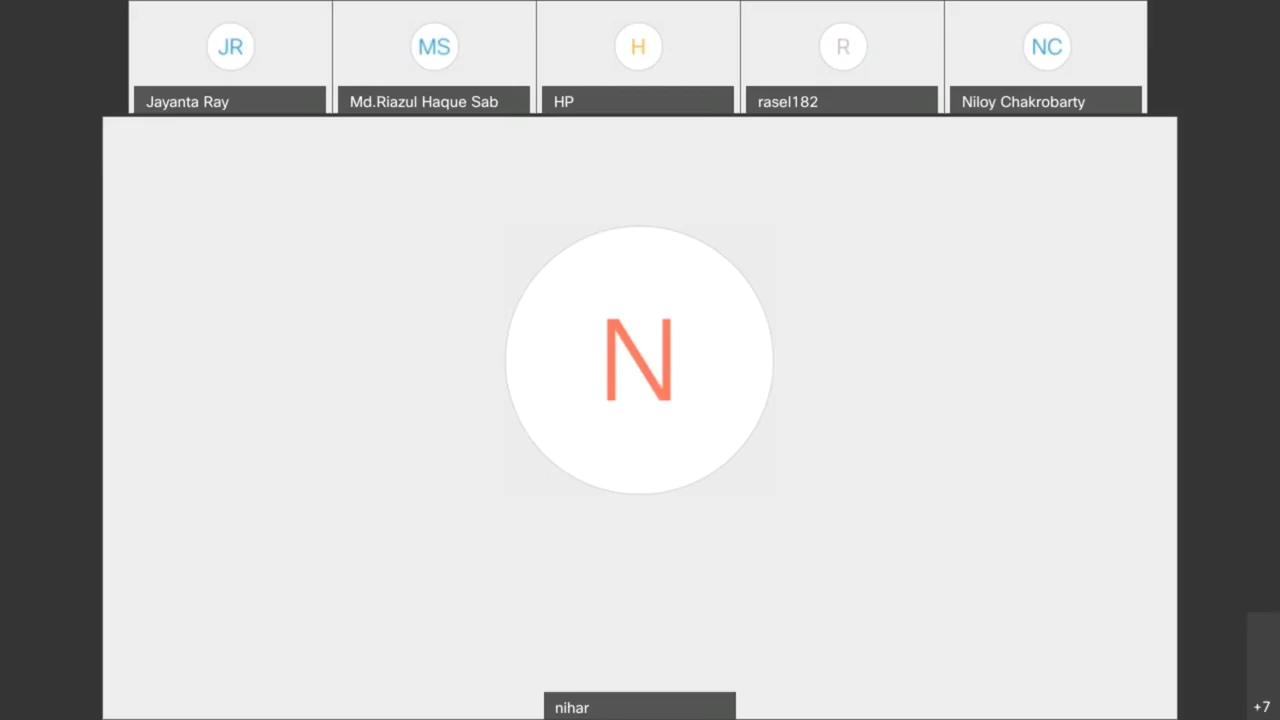 JR
MS
H
R
NC
Jayanta Ray
Md.Riazul Haque Sab
HP
rasel182
Niloy Chakrobarty
N
nihar
+7